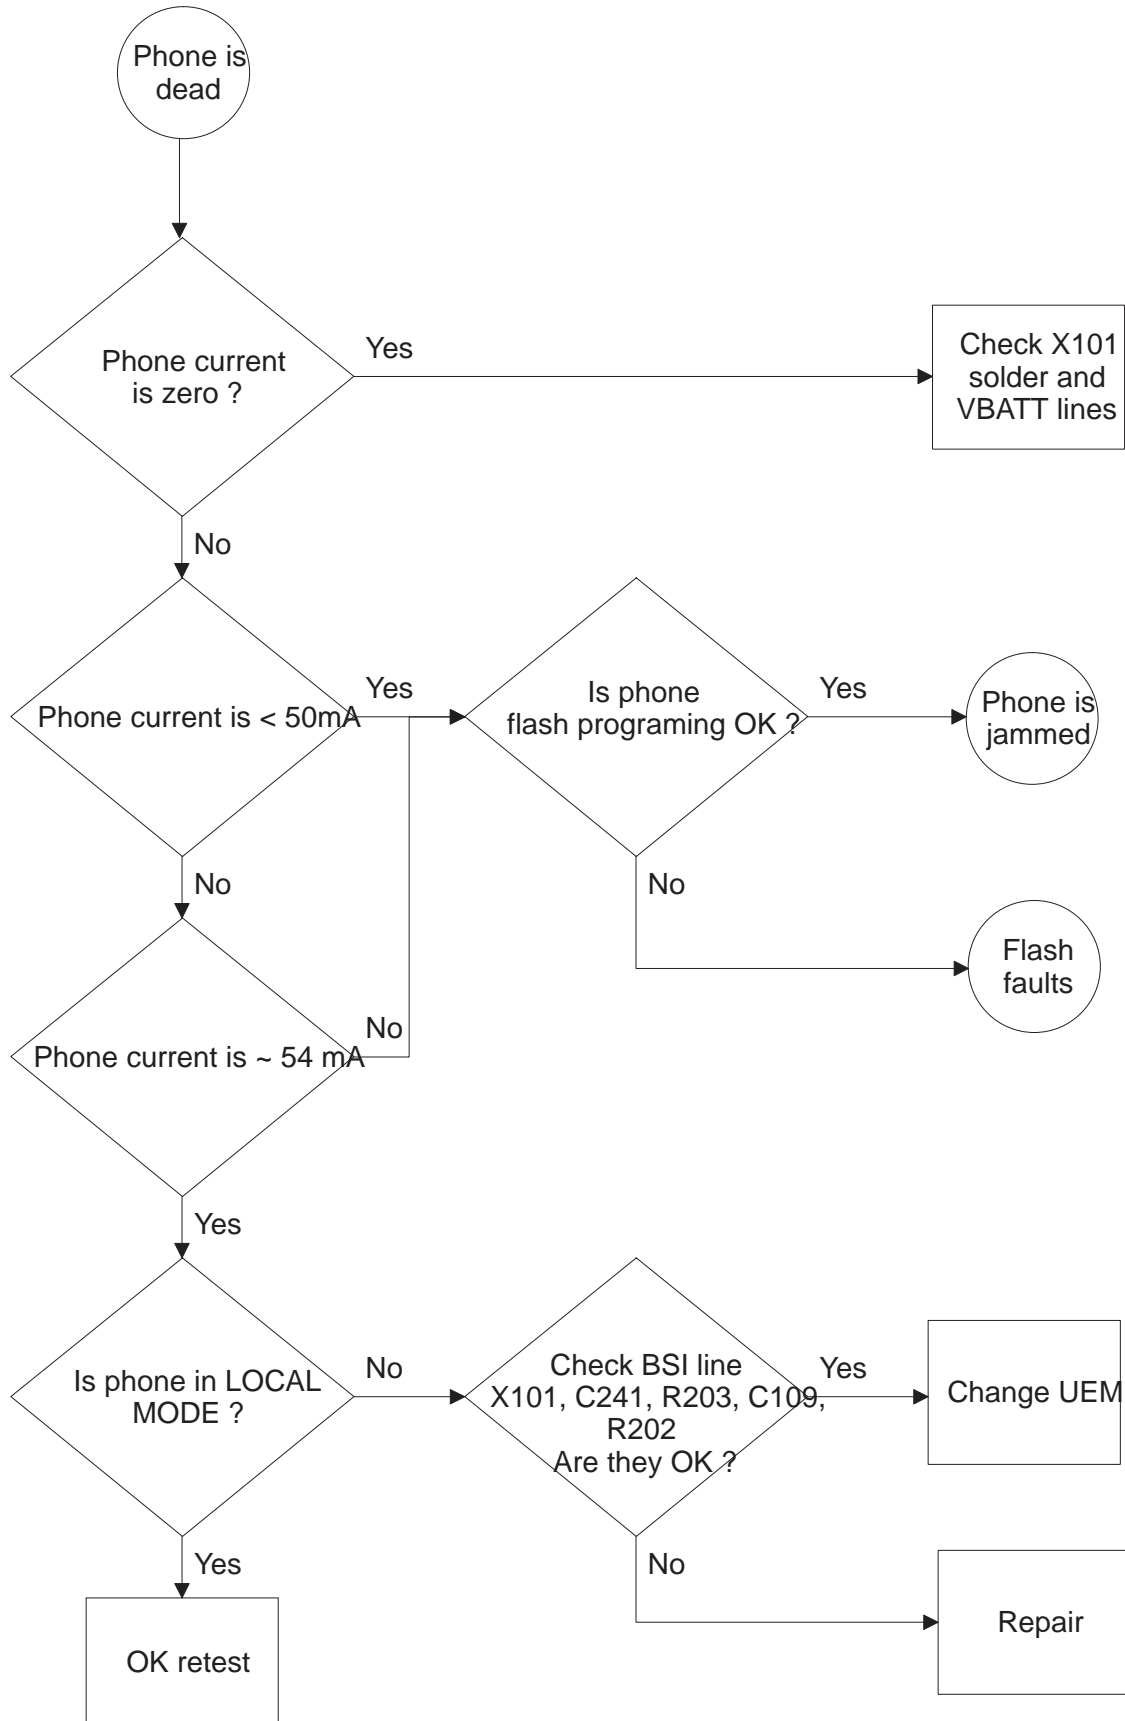 Phone is
dead
Phone current
is zero ?
Yes
Check X101
solder and
VBATT lines
No
Phone current is < 50mA
Yes
Is phone
flash programing OK ?
Yes
Phone is
jammed
No
No
Flash
faults
Phone current is ~ 54 mA
No
Yes
Is phone in LOCAL
MODE ?
No
Check BSI line
X101, C241, R203, C109,
R202
Are they OK ?
Yes
Change UEM
Yes
No
OK retest
Repair